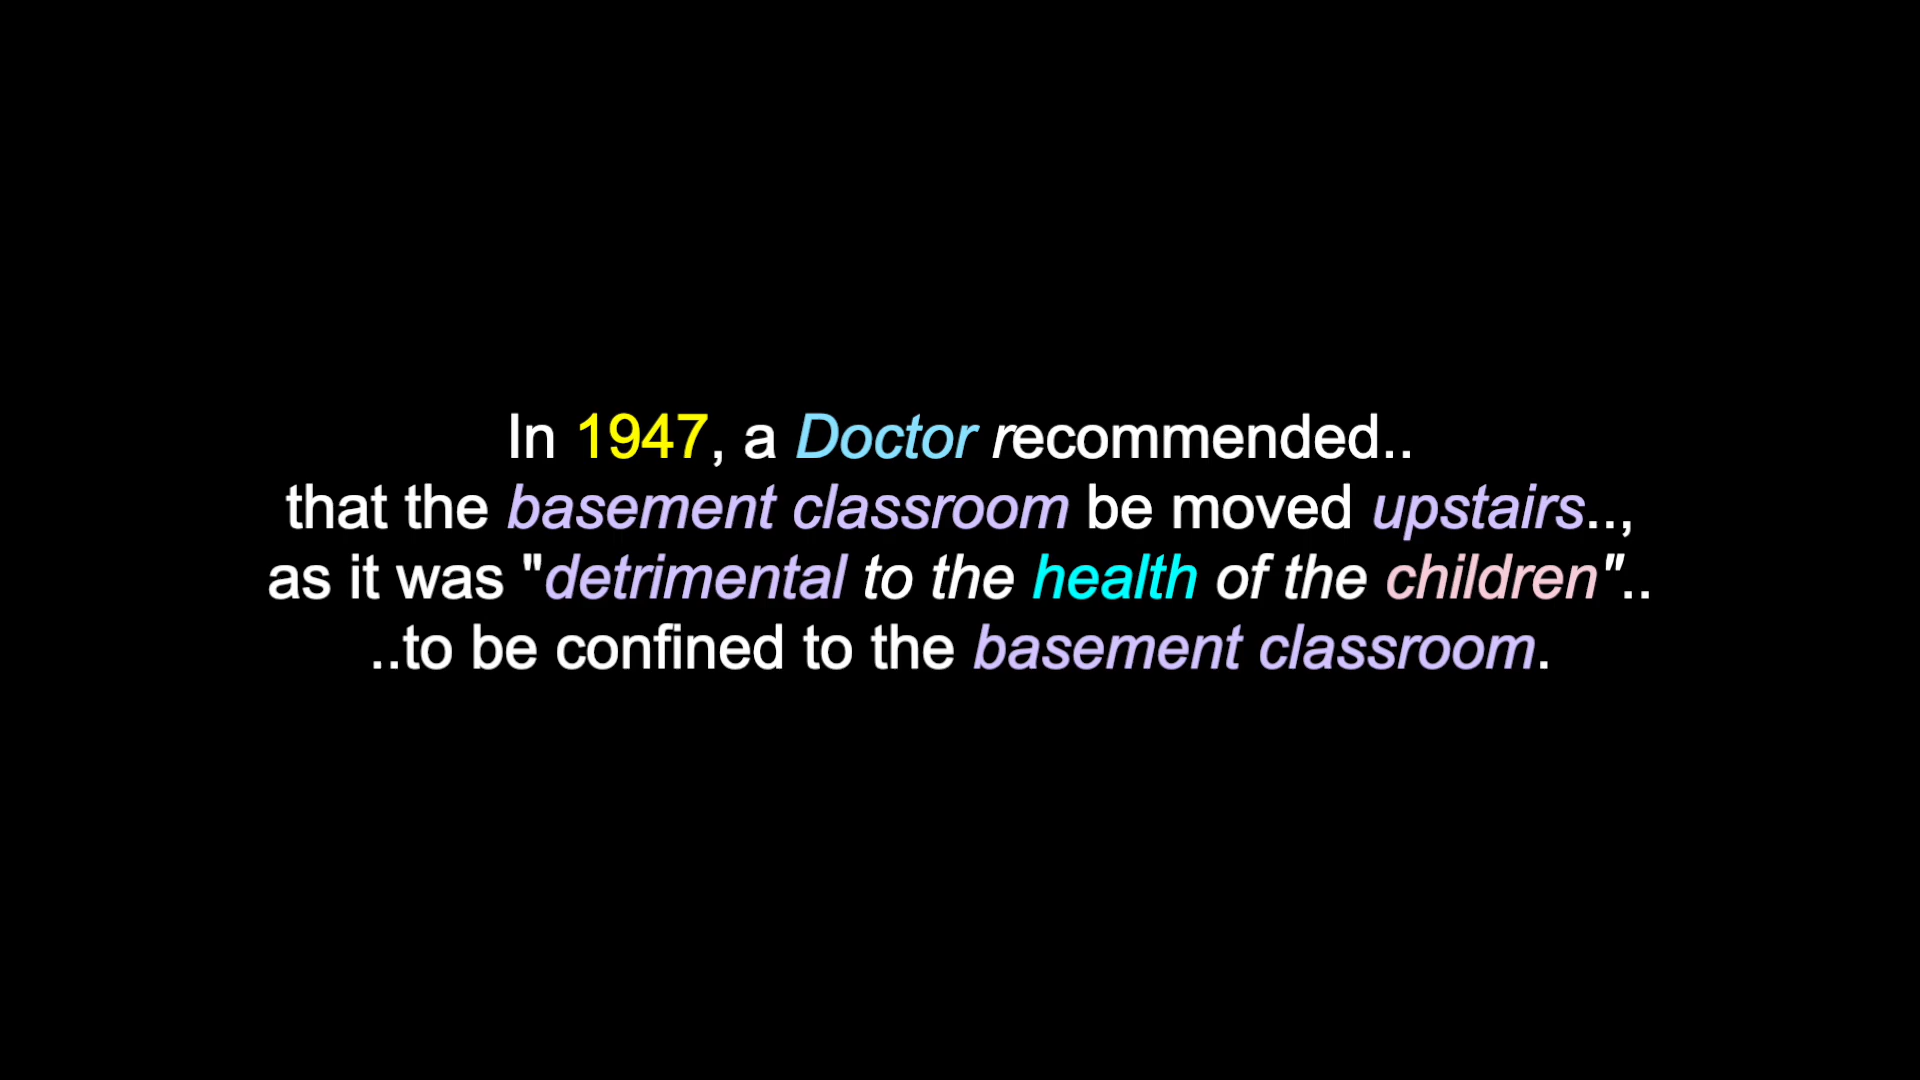 In 1947, a Doctor recommended..
that the basement classroom be moved upstairs..,
as it was "detrimental to the health of the children"..
..to be confined to the basement classroom.